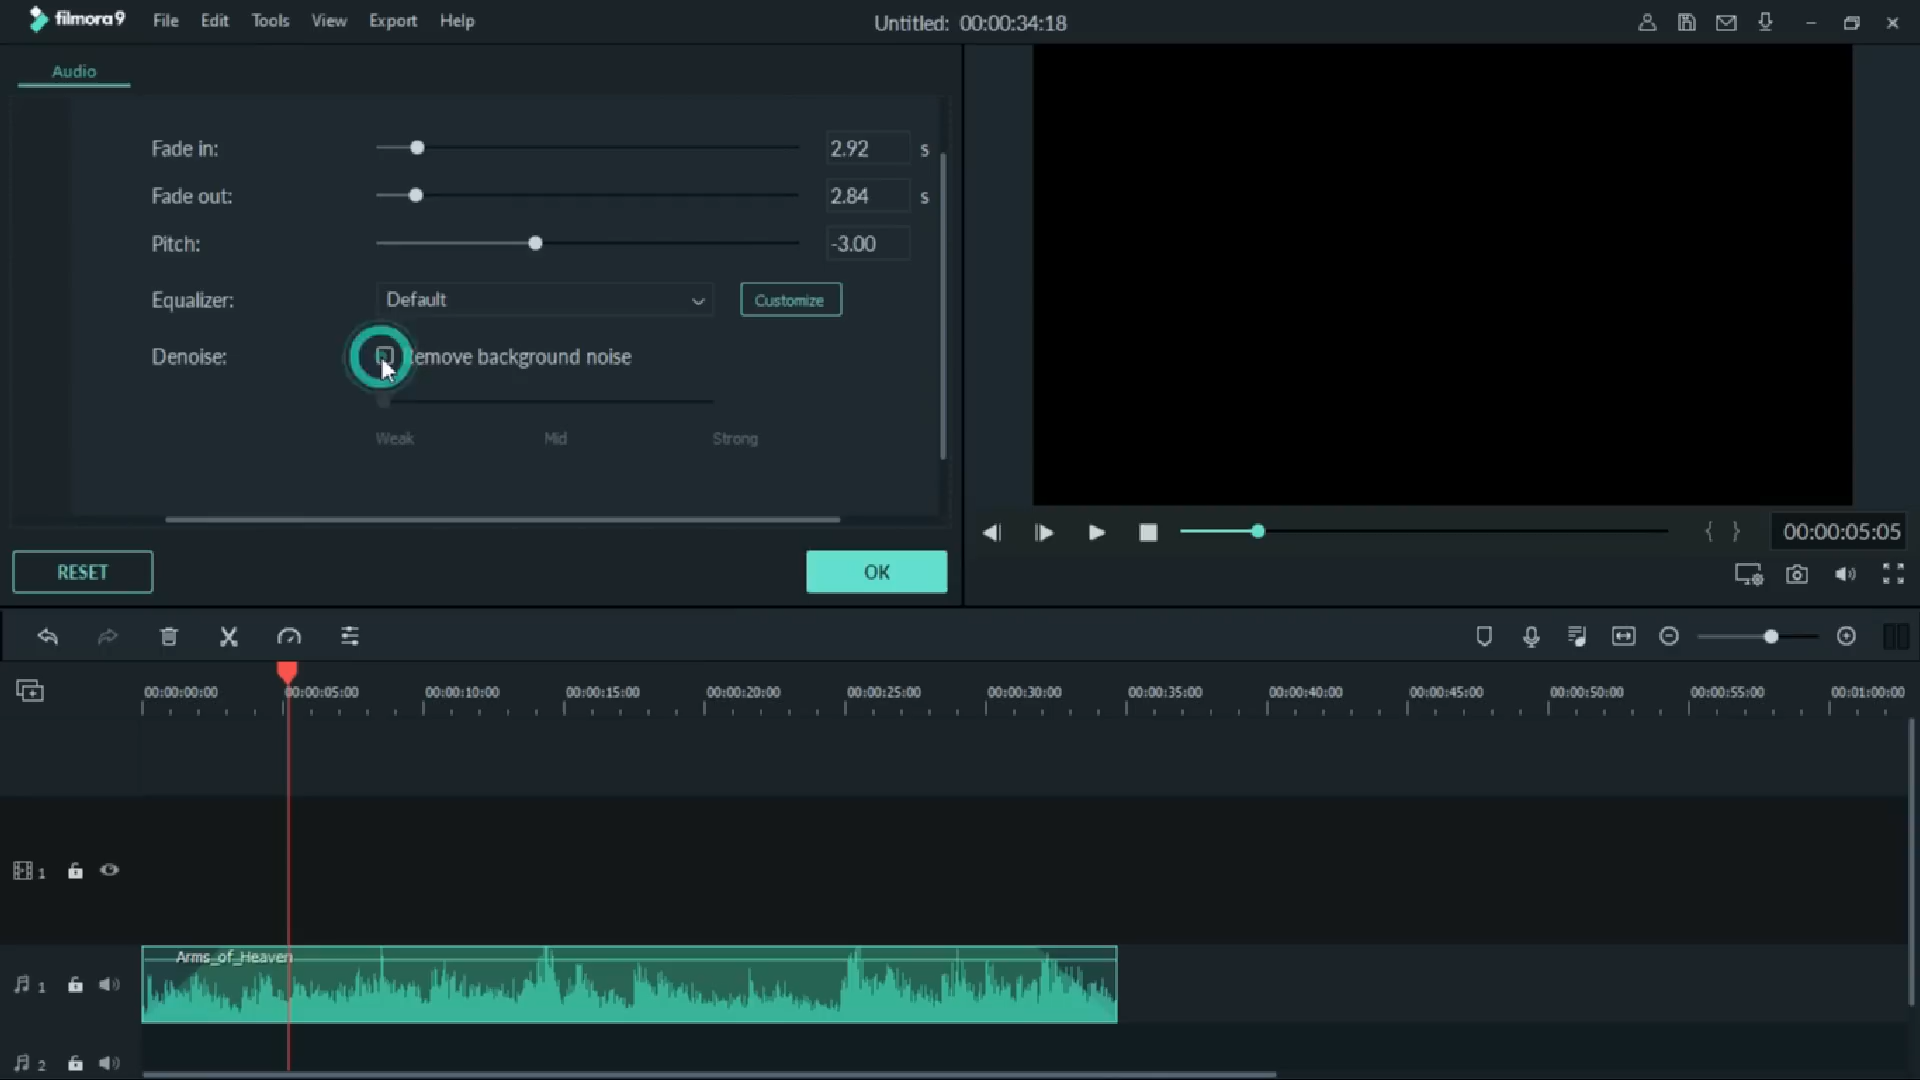 filmora9 File Edit Tools View Export Help Untitled: 00:00:34:18
Audio
Fade in: 2.92 s
Fade out: 2.84 s
Pitch: -3.00
Equalizer: Default Customize
Denoise: emove background noise
Weak Mid Strong
00:00:05:05
RESET OK
00:00:00:00 00:00:05:00 00:00:10:00 00:00:15:00 00:00:20:00 00:00:25:00 00:00:30:00 00:00:35:00 00:00:40:00 00:00:45:00 00:00:50:00 00:00:55:00 00:01:00:00
1
Arms_of_Heaven
1
2